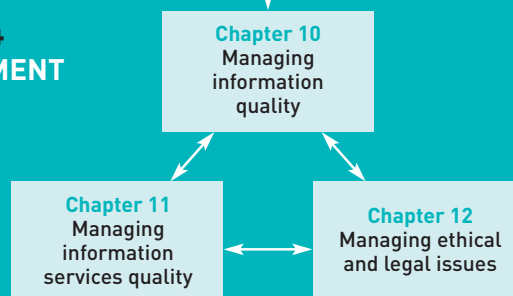 4
MENT
Chapter 10
Managing
information
quality
Chapter 11
Managing
information
services quality
Chapter 12
Managing ethical
and legal issues